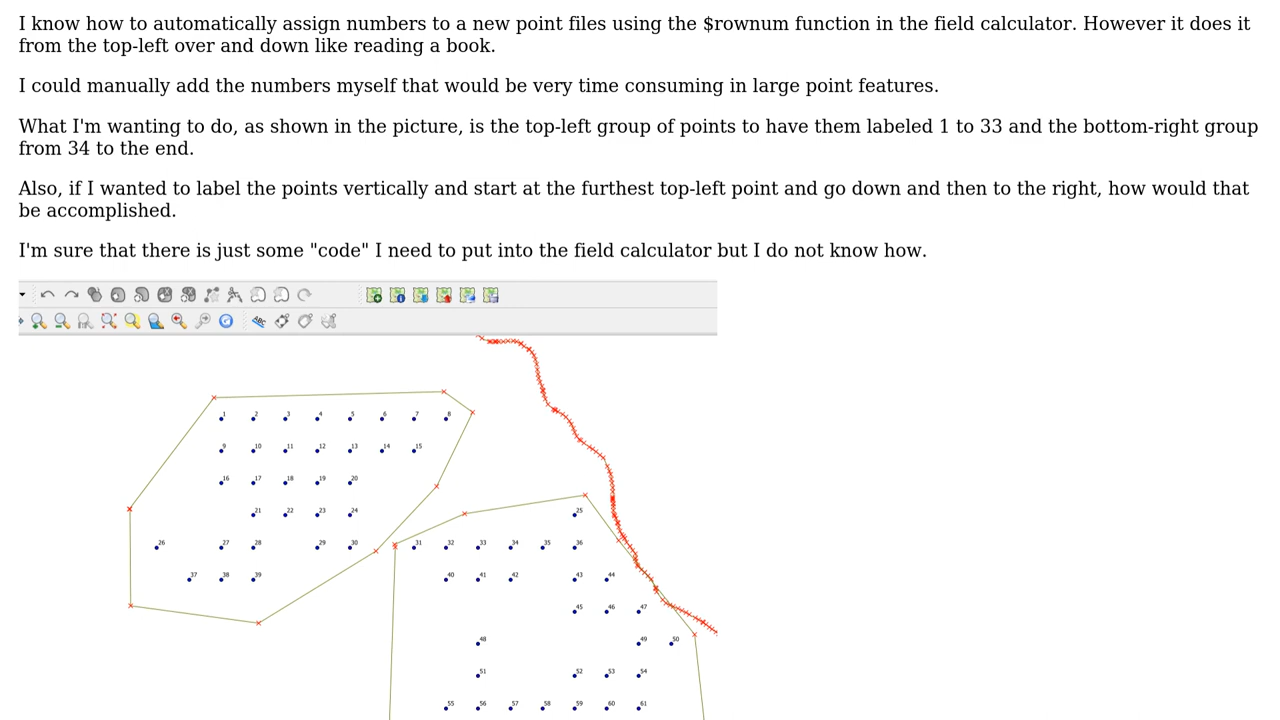 I know how to automatically assign numbers to a new point files using the $rownum function in the field calculator. However it does it
from the top-left over and down like reading a book.
I could manually add the numbers myself that would be very time consuming in large point features.
What I'm wanting to do, as shown in the picture, is the top-left group of points to have them labeled 1 to 33 and the bottom-right group
from 34 to the end.
Also, if I wanted to label the points vertically and start at the furthest top-left point and go down and then to the right, how would that
be accomplished.
I'm sure that there is just some "code" I need to put into the field calculator but I do not know how.
ABC
1 2 3 4 5 6 7 8
9 10 11 12 13 14 15
16 17 18 19 20
21 22 23 24 25
26 27 28 29 30 31 32 33 34 35 36
37 38 39 40 41 42 43 44
45 46 47
48 49 50
51 52 53 54
55 56 57 58 59 60 61